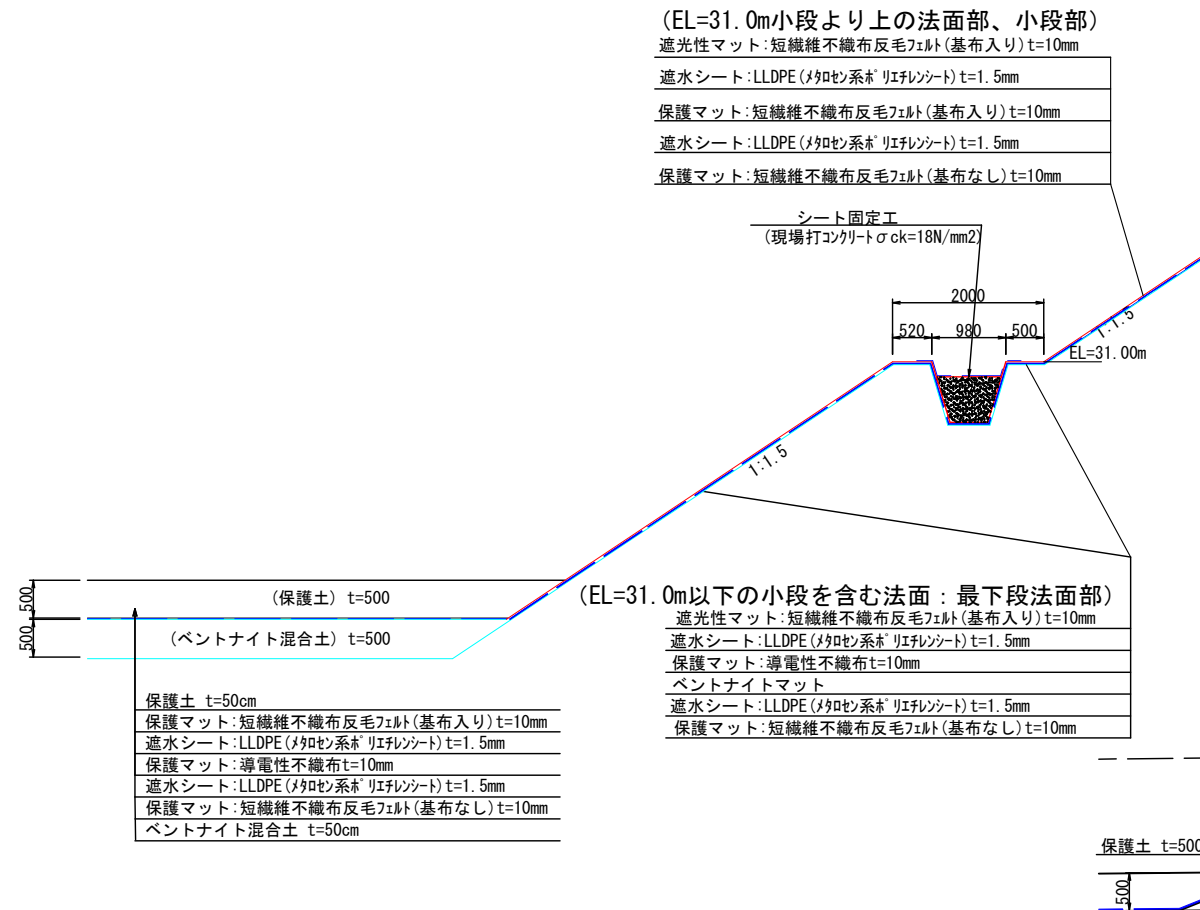 (EL=31.0m小段より上の法面部、小段部)
遮光性マット:短繊維不織布反毛フェルト(基布入り)t=10mm
遮水シート:LLDPE(メタロセン系ポリエチレンシート)t=1.5mm
保護マット:短繊維不織布反毛フェルト(基布入り)t=10mm
遮水シート:LLDPE(メタロセン系ポリエチレンシート)t=1.5mm
保護マット:短繊維不織布反毛フェルト(基布なし)t=10mm
シート固定工
(現場打コンクリートσck=18N/mm2)
2000
520 980 500
1:1.5
EL=31.00m
1:1.5
500
(保護土) t=500
500
(ベントナイト混合土) t=500
(EL=31.0m以下の小段を含む法面:最下段法面部)
遮光性マット:短繊維不織布反毛フェルト(基布入り)t=10mm
遮水シート:LLDPE(メタロセン系ポリエチレンシート)t=1.5mm
保護マット:導電性不織布t=10mm
ベントナイトマット
遮水シート:LLDPE(メタロセン系ポリエチレンシート)t=1.5mm
保護マット:短繊維不織布反毛フェルト(基布なし)t=10mm
保護土 t=50cm
保護マット:短繊維不織布反毛フェルト(基布入り)t=10mm
遮水シート:LLDPE(メタロセン系ポリエチレンシート)t=1.5mm
保護マット:導電性不織布t=10mm
遮水シート:LLDPE(メタロセン系ポリエチレンシート)t=1.5mm
保護マット:短繊維不織布反毛フェルト(基布なし)t=10mm
ベントナイト混合土 t=50cm
保護土 t=500
500